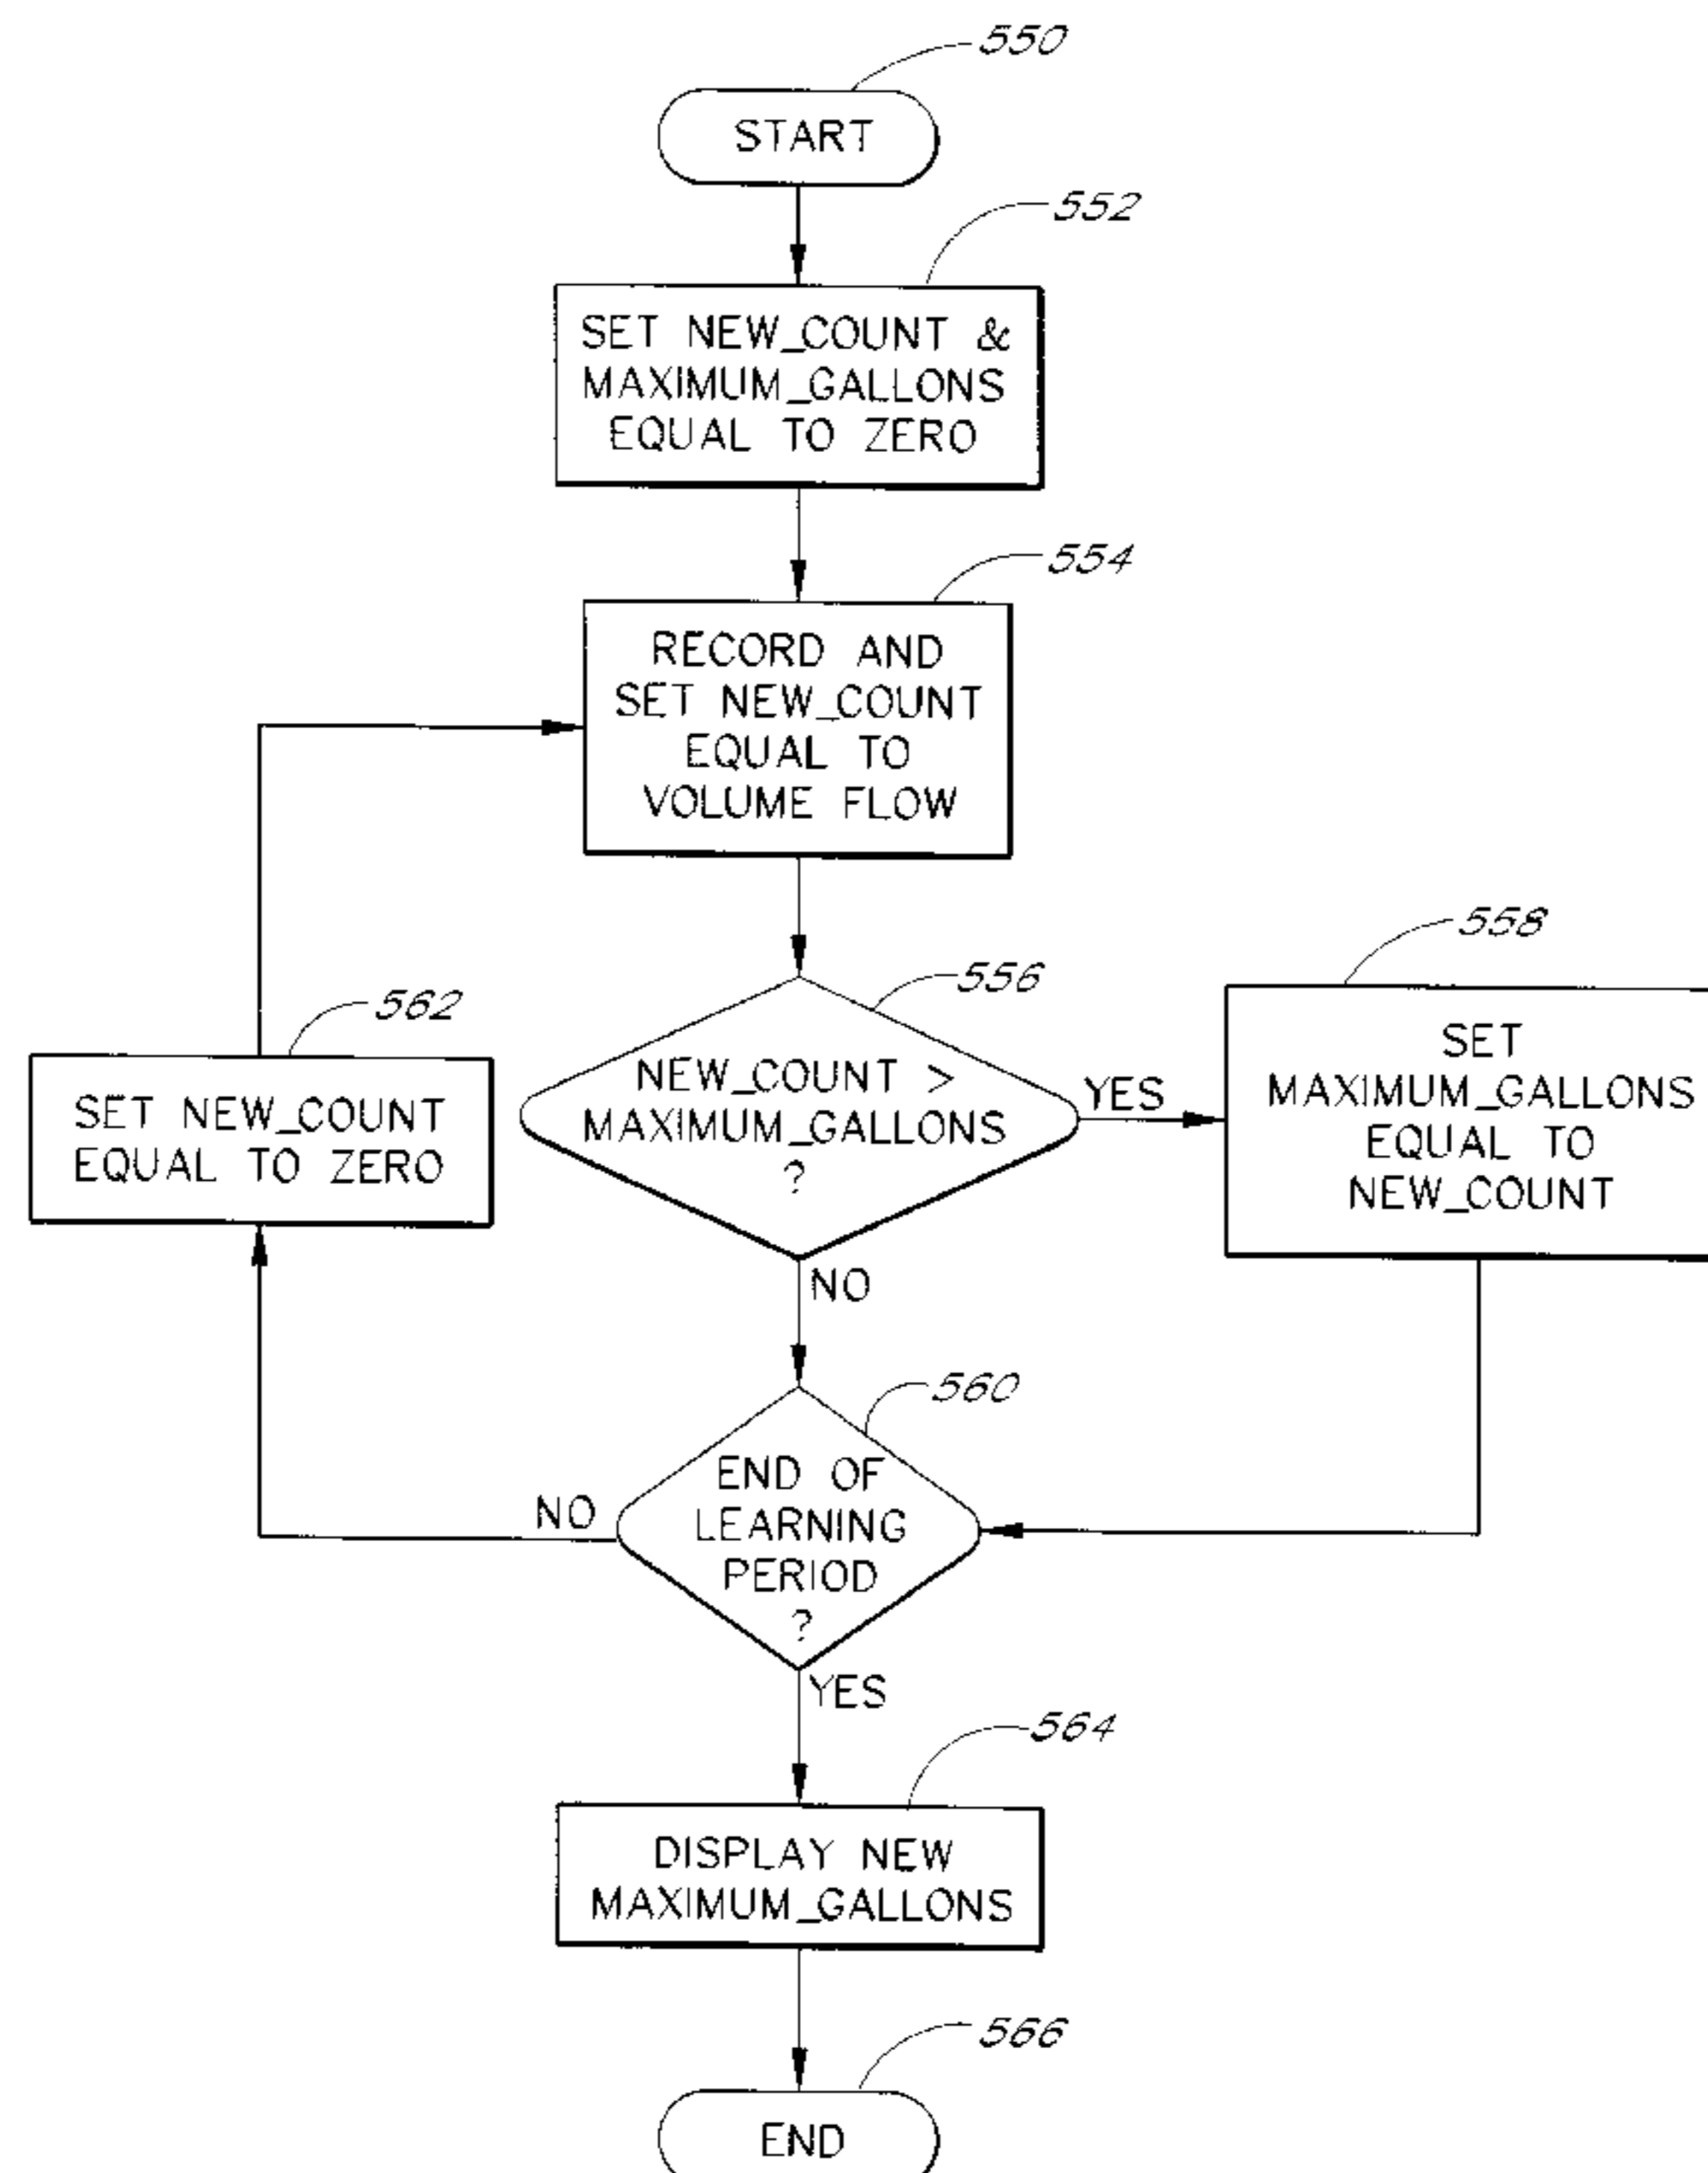 550
START
552
SET NEW_COUNT &
MAXIMUM_GALLONS
EQUAL TO ZERO
554
RECORD AND
SET NEW_COUNT
EQUAL TO
VOLUME FLOW
556
NEW_COUNT >
MAXIMUM_GALLONS
?
YES
NO
558
SET
MAXIMUM_GALLONS
EQUAL TO
NEW_COUNT
562
SET NEW_COUNT
EQUAL TO ZERO
560
END OF
LEARNING
PERIOD
?
NO
YES
564
DISPLAY NEW
MAXIMUM_GALLONS
566
END